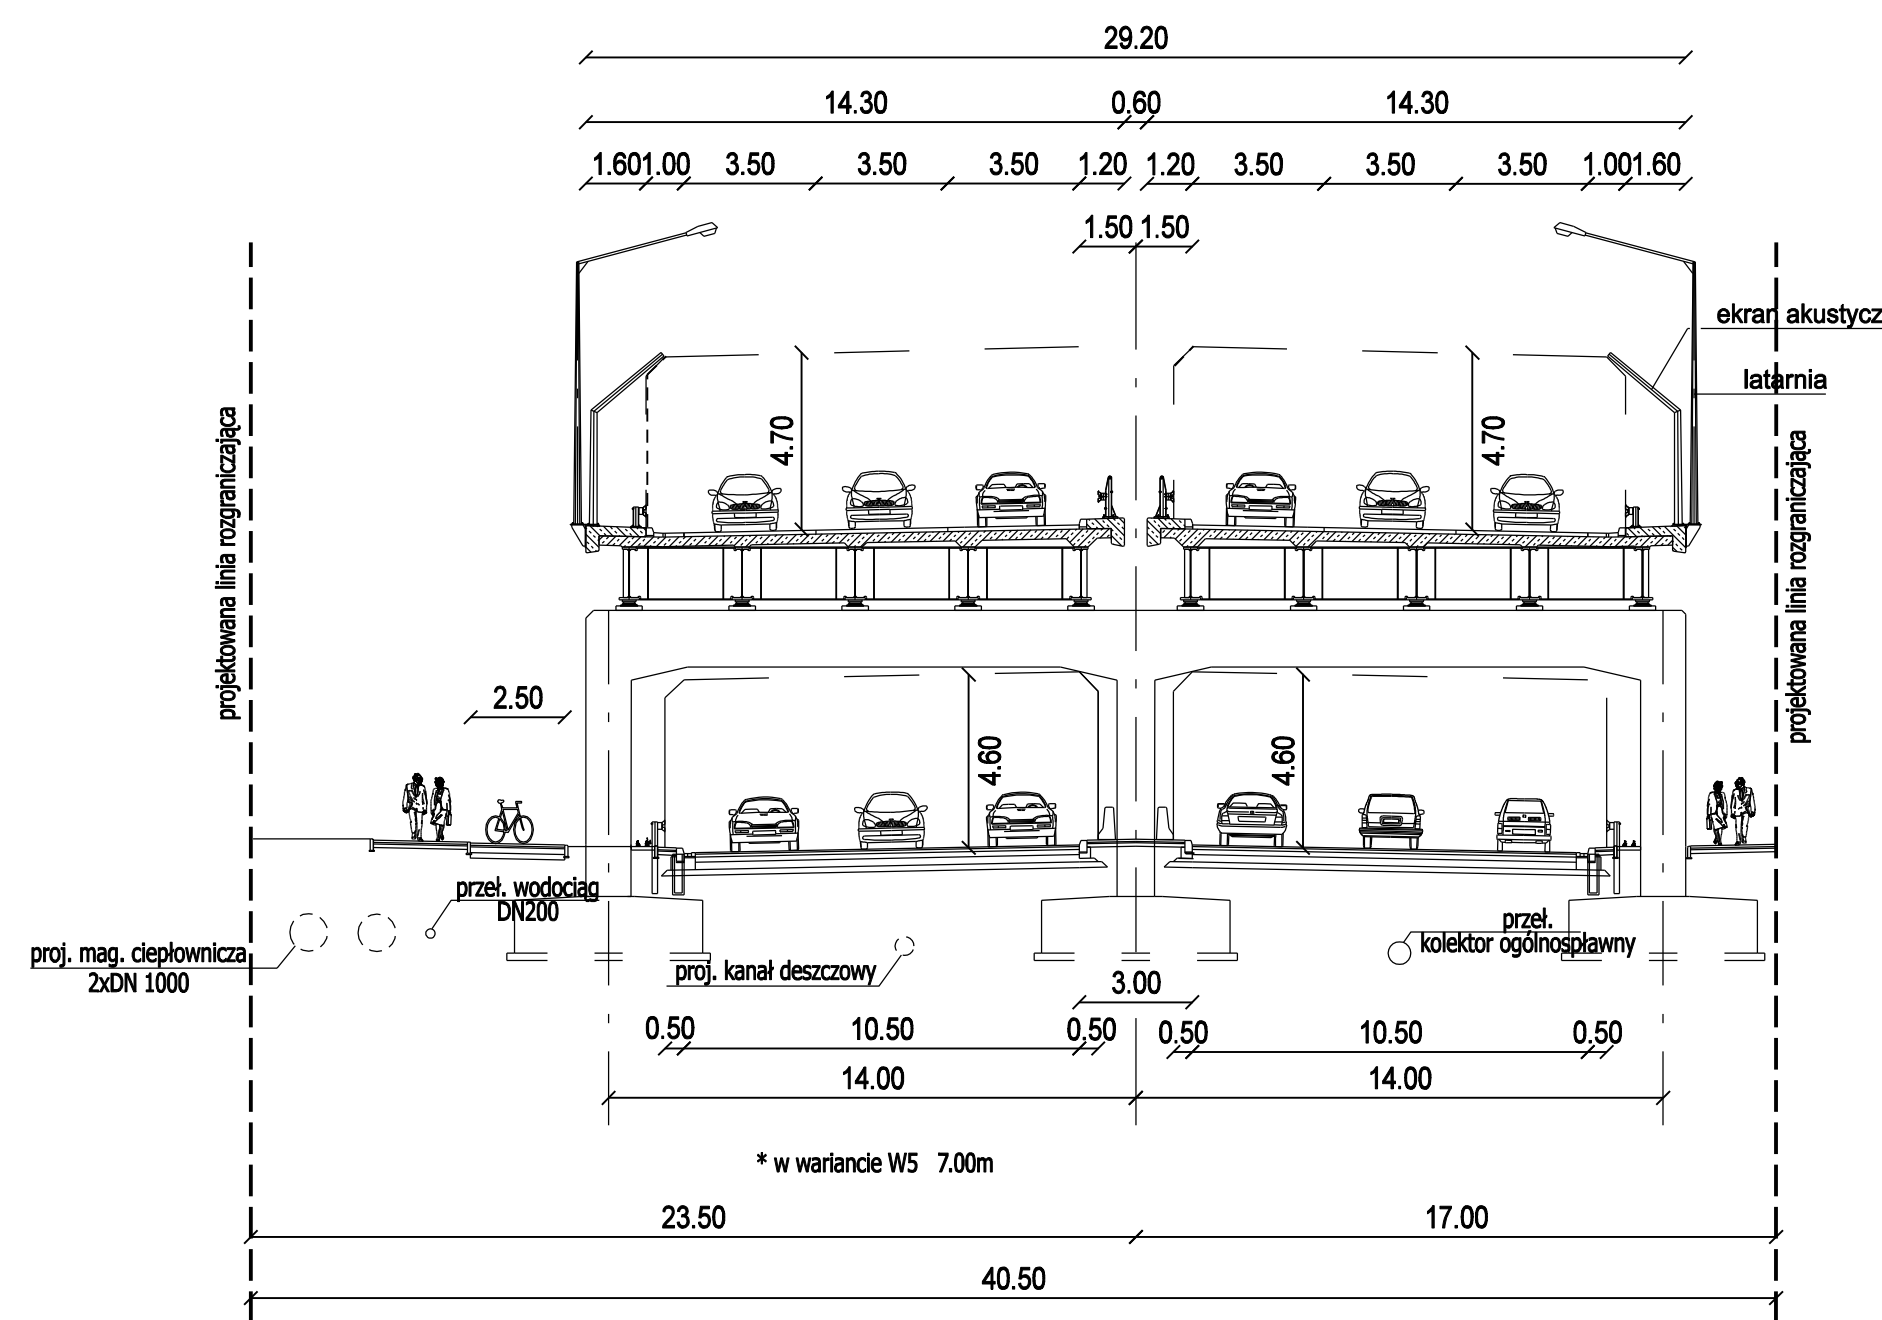 29.20
14.30 0.60 14.30
1.60 1.00 3.50 3.50 3.50 1.20 1.20 3.50 3.50 3.50 1.00 1.60
1.50 1.50
ekran akustycz
latarnia
4.70 4.70
projektowana linia rozgraniczająca
projektowana linia rozgraniczająca
2.50
4.60 4.60
przeł. wodociąg
DN200
proj. mag. ciepłownicza
2xDN 1000
proj. kanał deszczowy
przeł.
kolektor ogólnospławny
3.00
0.50 10.50 0.50 0.50 10.50 0.50
14.00 14.00
* w wariancie W5 7.00m
23.50 17.00
40.50